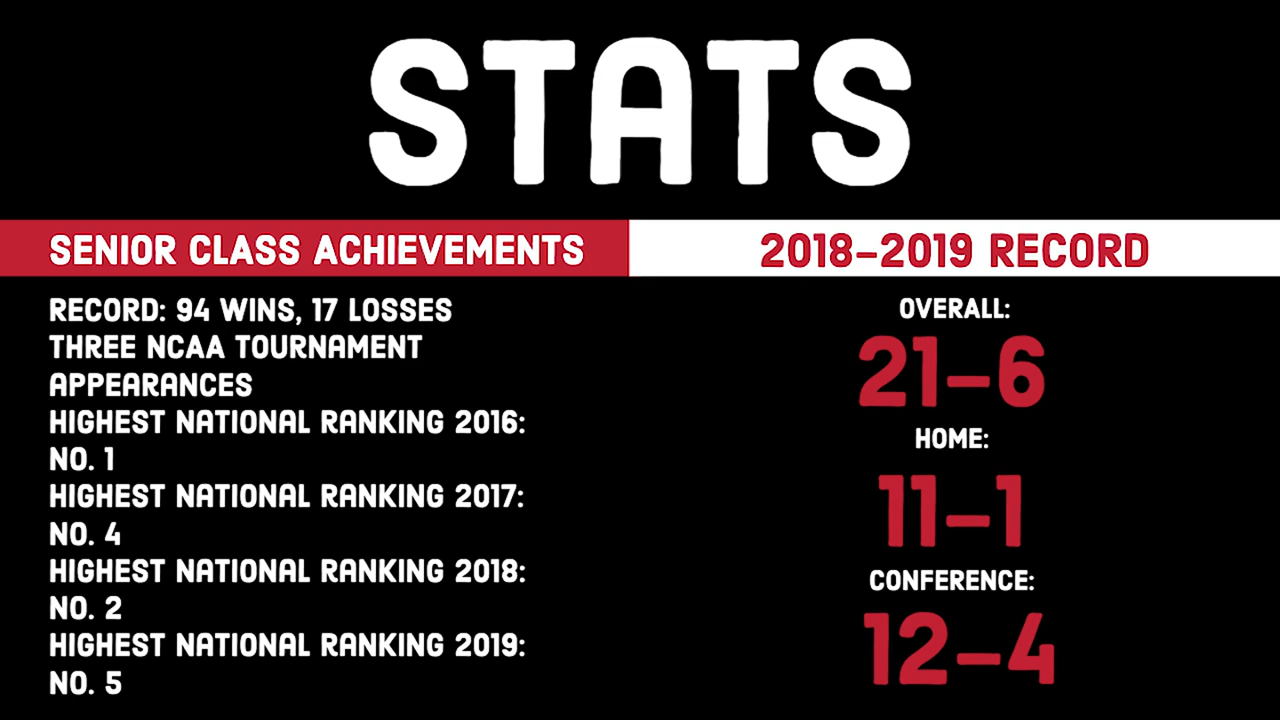 STATS
SENIOR CLASS ACHIEVEMENTS
RECORD: 94 WINS, 17 LOSSES
THREE NCAA TOURNAMENT
APPEARANCES
HIGHEST NATIONAL RANKING 2016:
NO. 1
HIGHEST NATIONAL RANKING 2017:
NO. 4
HIGHEST NATIONAL RANKING 2018:
NO. 2
HIGHEST NATIONAL RANKING 2019:
NO. 5
2018–2019 RECORD
OVERALL:
21–6
HOME:
11–1
CONFERENCE:
12–4